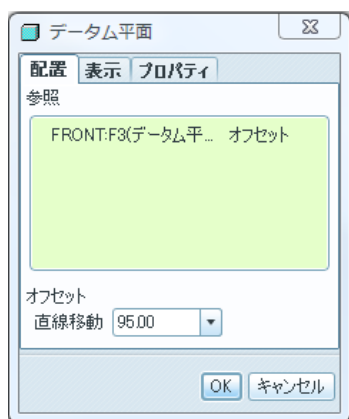 データム平面
配置 表示 プロパティ
参照
FRONT:F3(データム平... オフセット
オフセット
直線移動 95.00
OK キャンセル